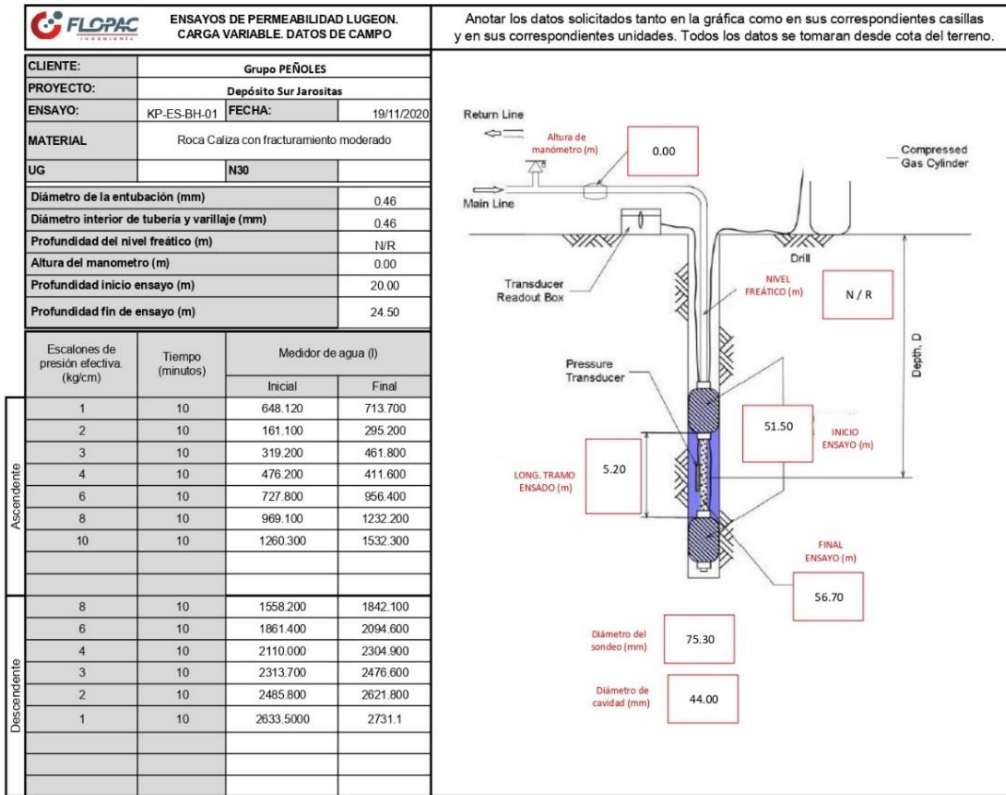 FLOPAC
INGENIERÍA
ENSAYOS DE PERMEABILIDAD LUGEON.
CARGA VARIABLE. DATOS DE CAMPO
Anotar los datos solicitados tanto en la gráfica como en sus correspondientes casillas
y en sus correspondientes unidades. Todos los datos se tomaran desde cota del terreno.
CLIENTE: Grupo PEÑOLES
PROYECTO: Depósito Sur Jarositas
ENSAYO: KP-ES-BH-01 FECHA: 19/11/2020
MATERIAL Roca Caliza con fracturamiento moderado
UG N30
Diámetro de la entubación (mm) 0.46
Diámetro interior de tubería y varillaje (mm) 0.46
Profundidad del nivel freático (m) N/R
Altura del manometro (m) 0.00
Profundidad inicio ensayo (m) 20.00
Profundidad fin de ensayo (m) 24.50
Escalones de
presión efectiva.
(kg/cm)
Tiempo
(minutos)
Medidor de agua (l)
Inicial Final
Ascendente
1 10 648.120 713.700
2 10 161.100 295.200
3 10 319.200 461.800
4 10 476.200 411.600
6 10 727.800 956.400
8 10 969.100 1232.200
10 10 1260.300 1532.300
Descendente
8 10 1558.200 1842.100
6 10 1861.400 2094.600
4 10 2110.000 2304.900
3 10 2313.700 2476.600
2 10 2485.800 2621.800
1 10 2633.5000 2731.1
Return Line
Altura de
manómetro (m)
0.00
Compressed
Gas Cylinder
Main Line
Drill
Transducer
Readout Box
NIVEL
FREÁTICO (m)
N / R
Depth, D
Pressure
Transducer
51.50
INICIO
ENSAYO (m)
LONG. TRAMO
ENSADO (m)
5.20
FINAL
ENSAYO (m)
56.70
Diámetro del
sondeo (mm)
75.30
Diámetro de
cavidad (mm)
44.00